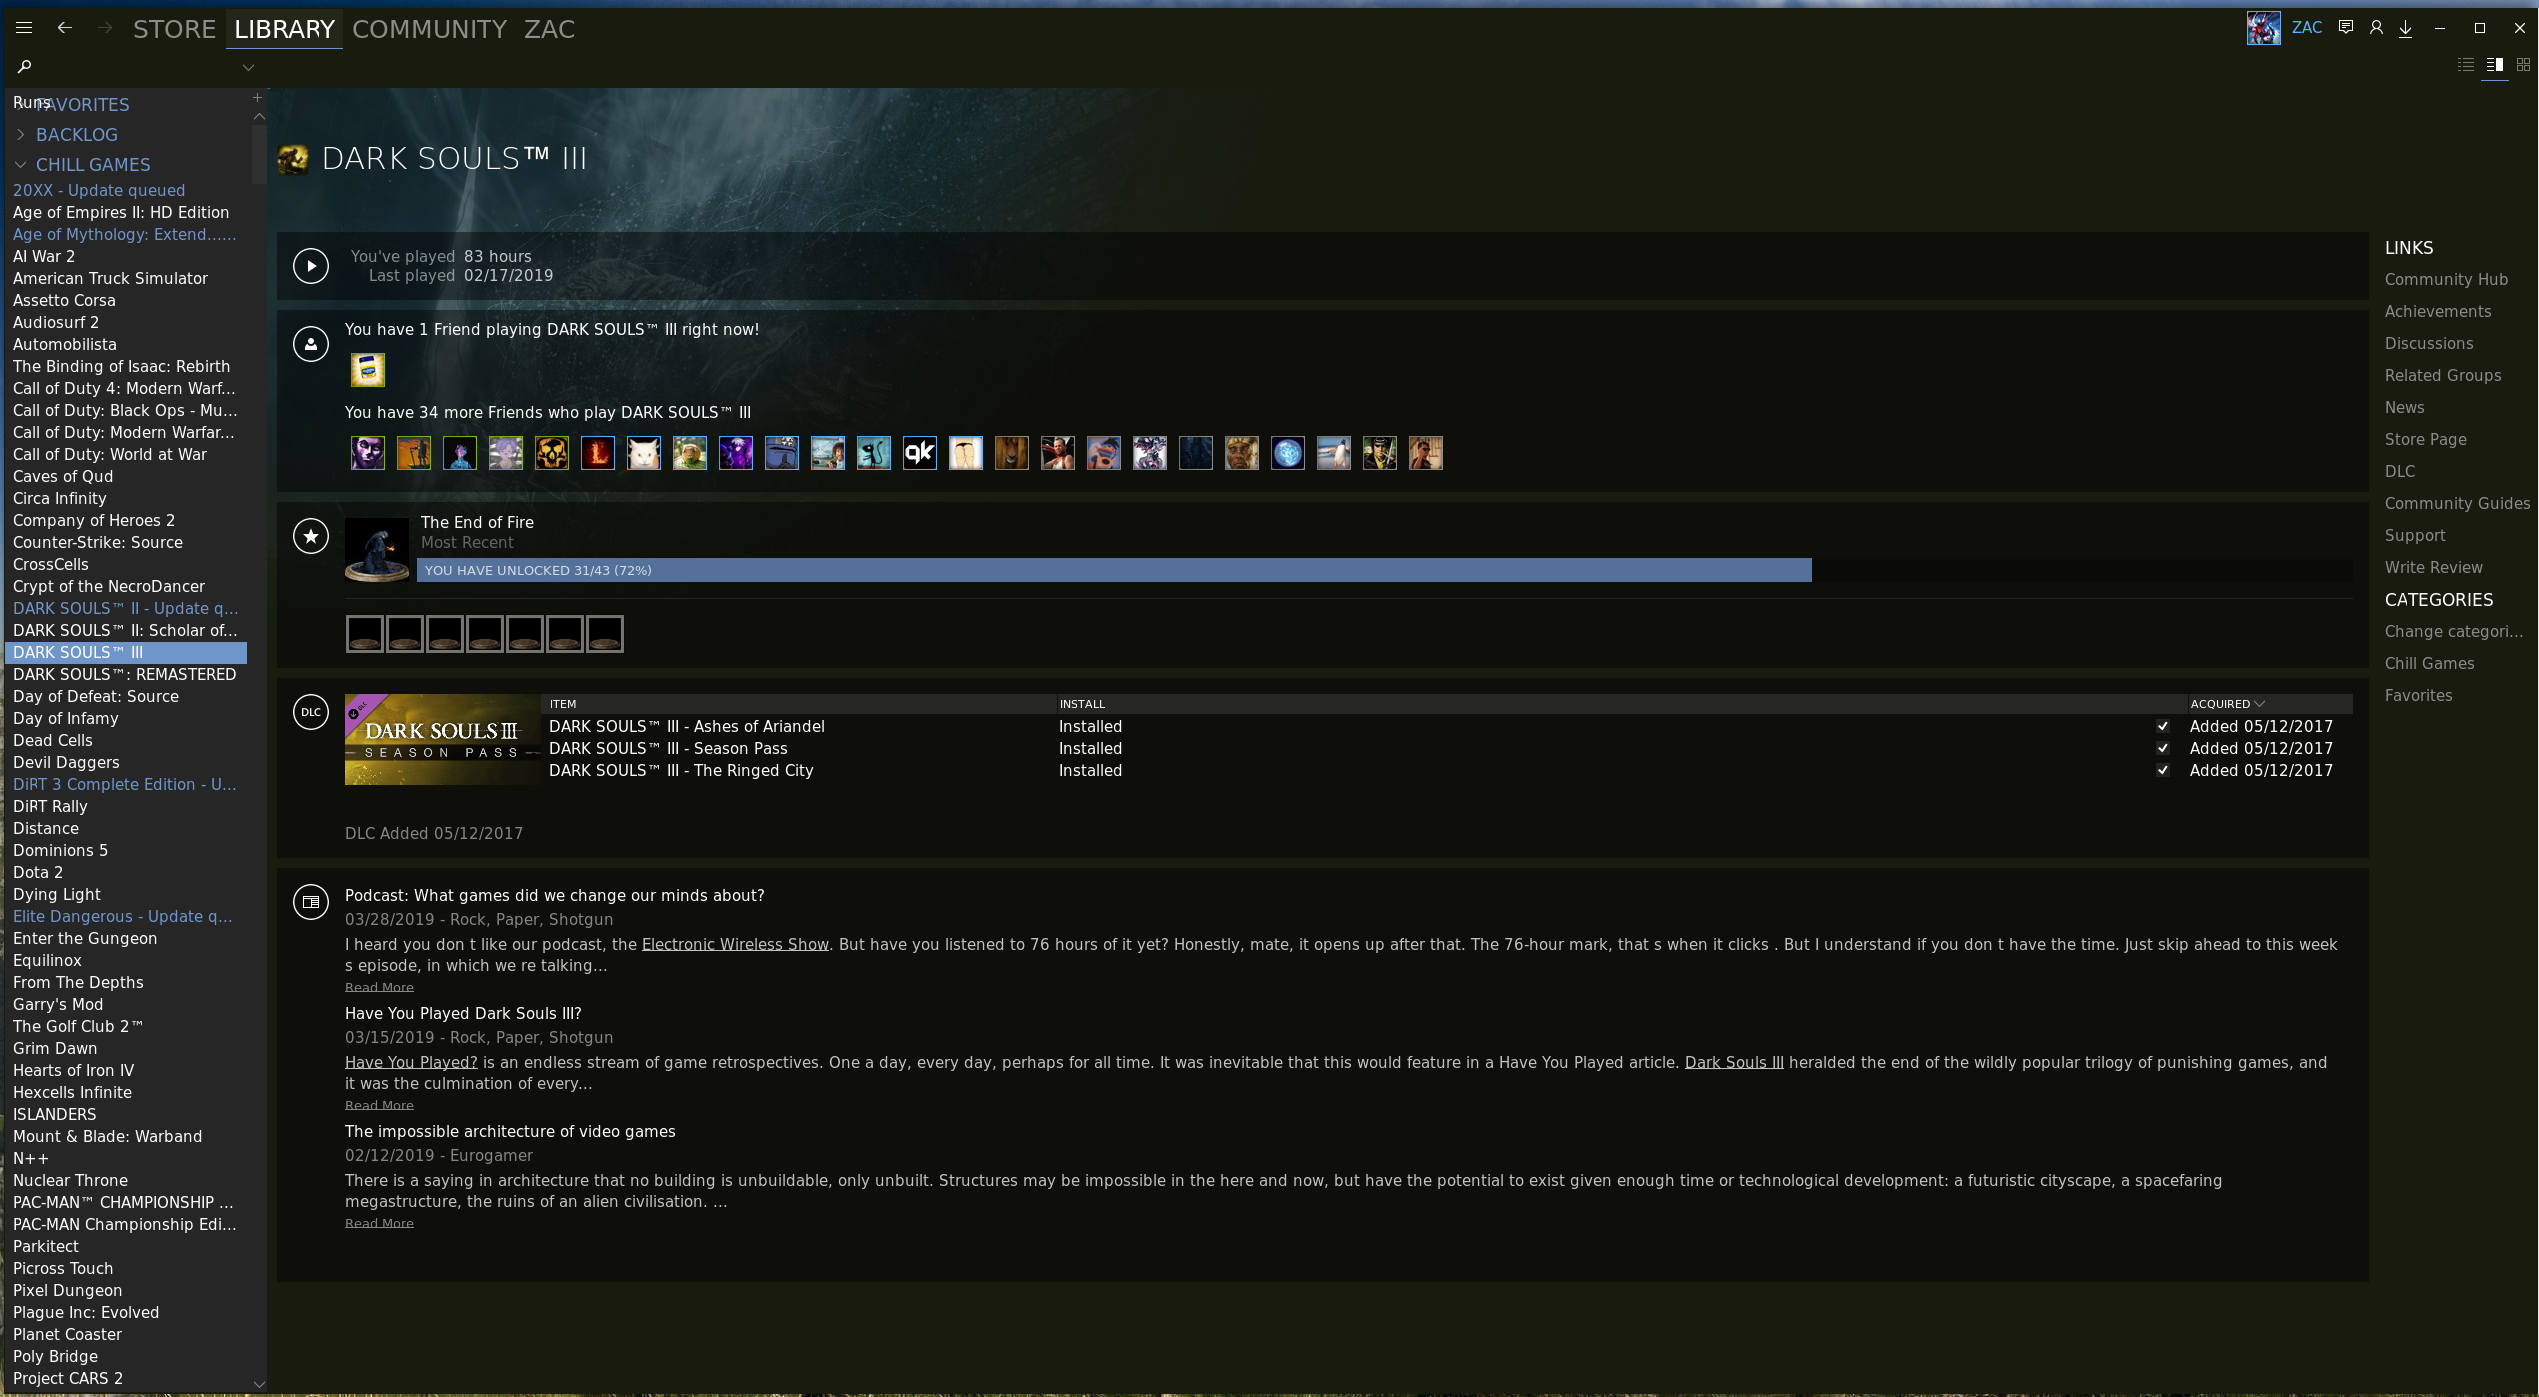 STORE LIBRARY COMMUNITY ZAC
ZAC
Runs
FAVORITES
BACKLOG
CHILL GAMES
20XX - Update queued
Age of Empires II: HD Edition
Age of Mythology: Extend......
AI War 2
American Truck Simulator
Assetto Corsa
Audiosurf 2
Automobilista
The Binding of Isaac: Rebirth
Call of Duty 4: Modern Warf...
Call of Duty: Black Ops - Mu...
Call of Duty: Modern Warfar...
Call of Duty: World at War
Caves of Qud
Circa Infinity
Company of Heroes 2
Counter-Strike: Source
CrossCells
Crypt of the NecroDancer
DARK SOULS™ II - Update q...
DARK SOULS™ II: Scholar of...
DARK SOULS™ III
DARK SOULS™: REMASTERED
Day of Defeat: Source
Day of Infamy
Dead Cells
Devil Daggers
DiRT 3 Complete Edition - U...
DiRT Rally
Distance
Dominions 5
Dota 2
Dying Light
Elite Dangerous - Update q...
Enter the Gungeon
Equilinox
From The Depths
Garry's Mod
The Golf Club 2™
Grim Dawn
Hearts of Iron IV
Hexcells Infinite
ISLANDERS
Mount & Blade: Warband
N++
Nuclear Throne
PAC-MAN™ CHAMPIONSHIP ...
PAC-MAN Championship Edi...
Parkitect
Picross Touch
Pixel Dungeon
Plague Inc: Evolved
Planet Coaster
Poly Bridge
Project CARS 2
DARK SOULS™ III
You've played 83 hours
Last played 02/17/2019
You have 1 Friend playing DARK SOULS™ III right now!
You have 34 more Friends who play DARK SOULS™ III
qk
The End of Fire
Most Recent
YOU HAVE UNLOCKED 31/43 (72%)
DLC
DLC
DARK SOULS III
SEASON PASS
ITEM INSTALL ACQUIRED
DARK SOULS™ III - Ashes of Ariandel Installed Added 05/12/2017
DARK SOULS™ III - Season Pass Installed Added 05/12/2017
DARK SOULS™ III - The Ringed City Installed Added 05/12/2017
DLC Added 05/12/2017
Podcast: What games did we change our minds about?
03/28/2019 - Rock, Paper, Shotgun
I heard you don t like our podcast, the Electronic Wireless Show. But have you listened to 76 hours of it yet? Honestly, mate, it opens up after that. The 76-hour mark, that s when it clicks . But I understand if you don t have the time. Just skip ahead to this week
s episode, in which we re talking...
Read More
Have You Played Dark Souls III?
03/15/2019 - Rock, Paper, Shotgun
Have You Played? is an endless stream of game retrospectives. One a day, every day, perhaps for all time. It was inevitable that this would feature in a Have You Played article. Dark Souls III heralded the end of the wildly popular trilogy of punishing games, and
it was the culmination of every...
Read More
The impossible architecture of video games
02/12/2019 - Eurogamer
There is a saying in architecture that no building is unbuildable, only unbuilt. Structures may be impossible in the here and now, but have the potential to exist given enough time or technological development: a futuristic cityscape, a spacefaring
megastructure, the ruins of an alien civilisation. ...
Read More
LINKS
Community Hub
Achievements
Discussions
Related Groups
News
Store Page
DLC
Community Guides
Support
Write Review
CATEGORIES
Change categori...
Chill Games
Favorites